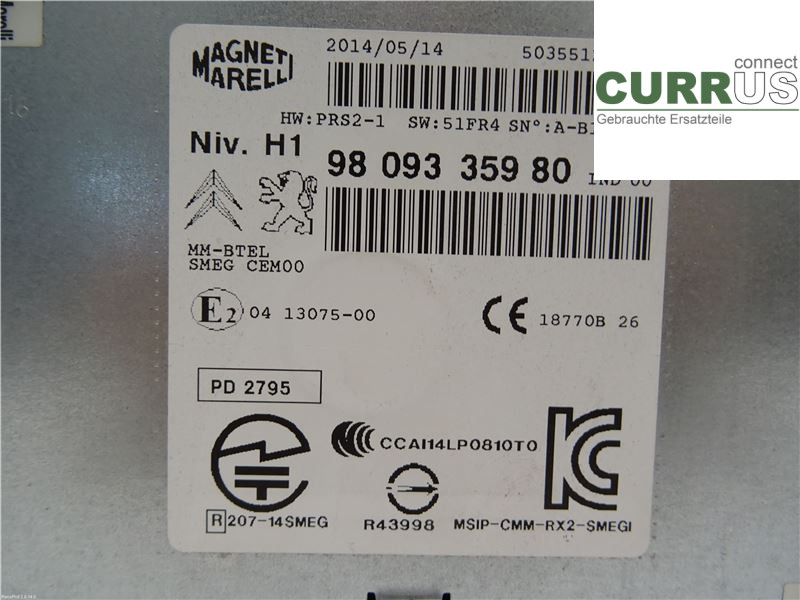 MAGNETI
MARELLI
2014/05/14
HW:PRS2-1 SW:51FR4 SN°:A-B1
Niv. H1
98 093 359 80 IND 00
MM-BTEL
SMEG CEM00
E2 04 13075-00
CE 18770B 26
PD 2795
CCAI14LP0810T0
R 207-14SMEG
R43998
MSIP-CMM-RX2-SMEGI
connect
CURRUS
Gebrauchte Ersatzteile